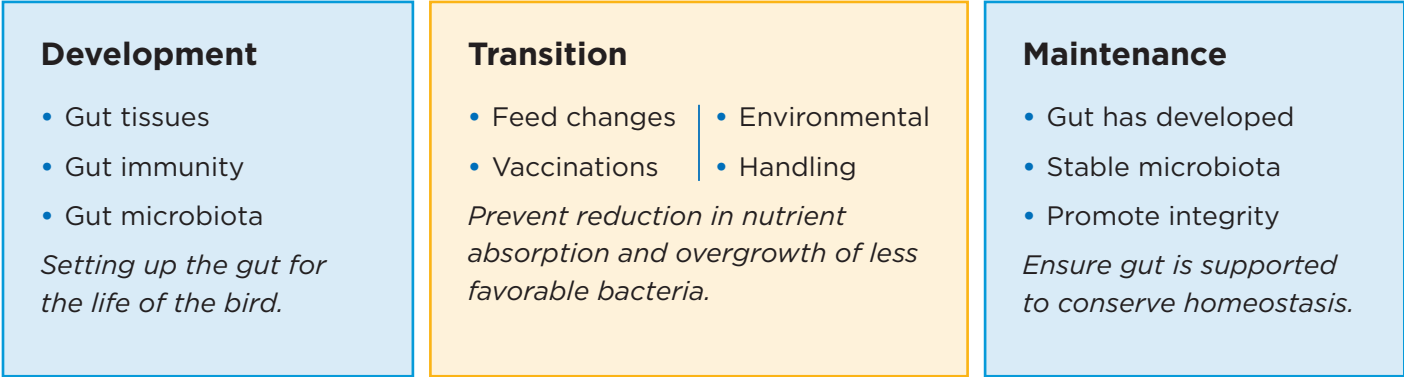 Development
• Gut tissues
• Gut immunity
• Gut microbiota
Setting up the gut for
the life of the bird.
Transition
• Feed changes
• Vaccinations
• Environmental
• Handling
Prevent reduction in nutrient
absorption and overgrowth of less
favorable bacteria.
Maintenance
• Gut has developed
• Stable microbiota
• Promote integrity
Ensure gut is supported
to conserve homeostasis.